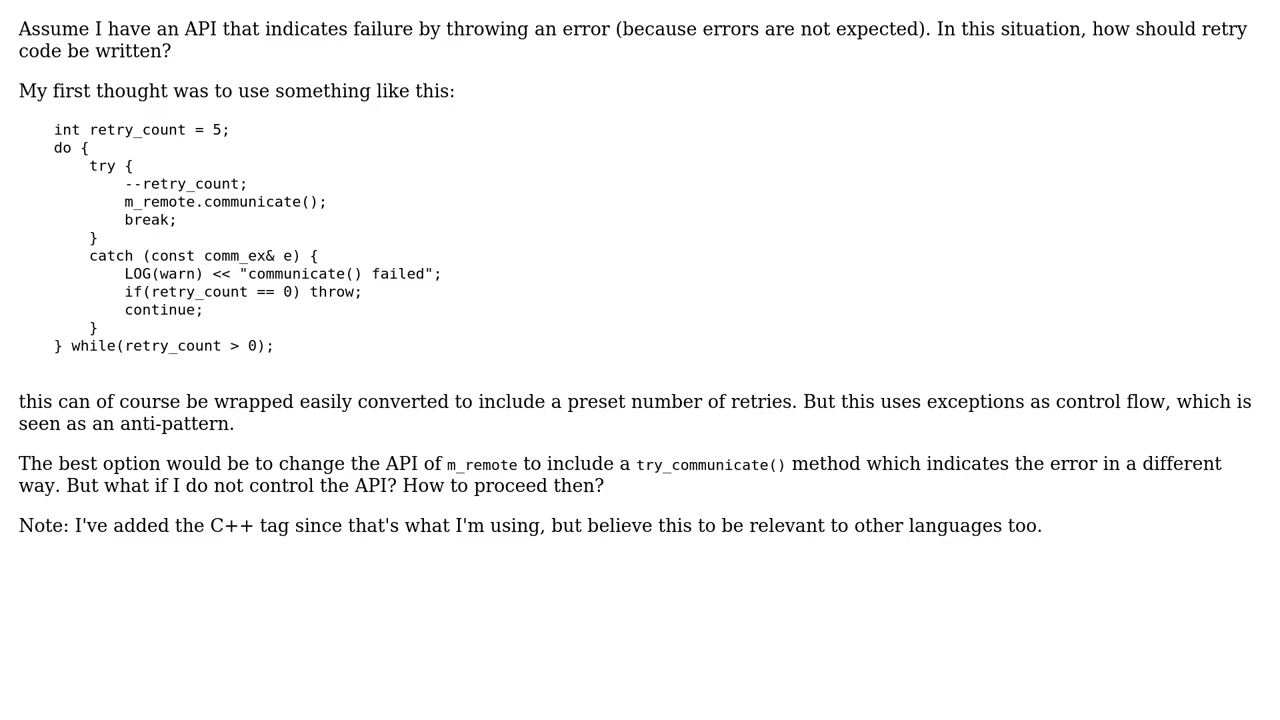 Assume I have an API that indicates failure by throwing an error (because errors are not expected). In this situation, how should retry
code be written?
My first thought was to use something like this:
int retry_count = 5;
do {
    try {
        --retry_count;
        m_remote.communicate();
        break;
    }
    catch (const comm_ex& e) {
        LOG(warn) << "communicate() failed";
        if(retry_count == 0) throw;
        continue;
    }
} while(retry_count > 0);
this can of course be wrapped easily converted to include a preset number of retries. But this uses exceptions as control flow, which is
seen as an anti-pattern.
The best option would be to change the API of m_remote to include a try_communicate() method which indicates the error in a different
way. But what if I do not control the API? How to proceed then?
Note: I've added the C++ tag since that's what I'm using, but believe this to be relevant to other languages too.